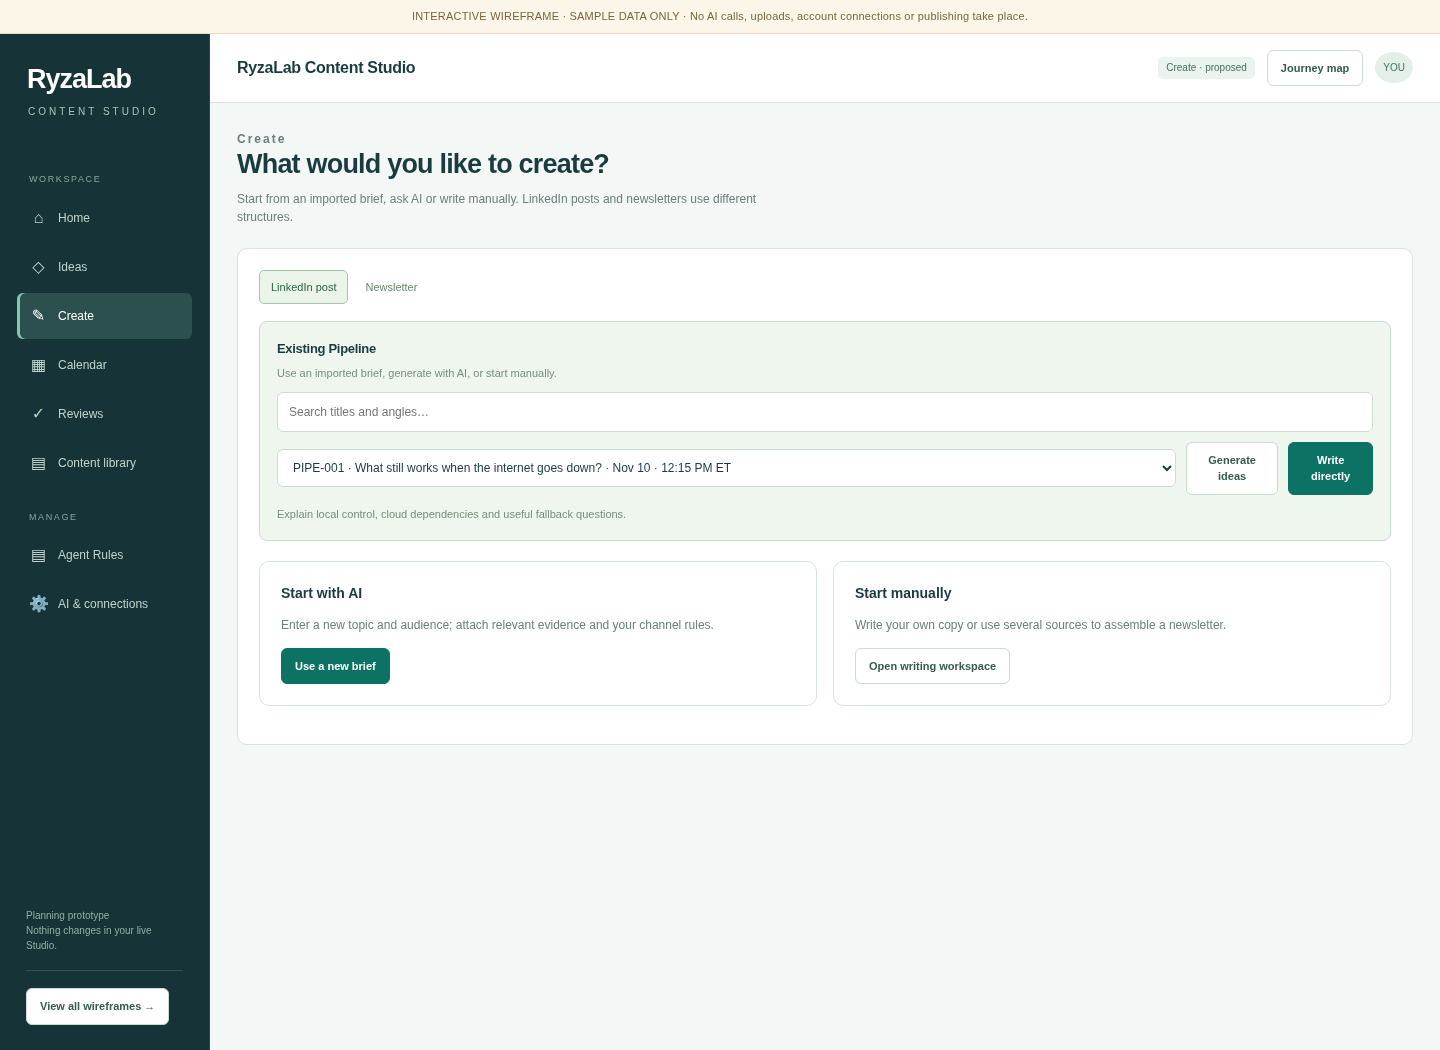 INTERACTIVE WIREFRAME · SAMPLE DATA ONLY · No AI calls, uploads, account connections or publishing take place.
RyzaLab
CONTENT STUDIO
WORKSPACE
Home
Ideas
Create
Calendar
Reviews
Content library
MANAGE
Agent Rules
AI & connections
Planning prototype
Nothing changes in your live
Studio.
View all wireframes →
RyzaLab Content Studio
Create · proposed
Journey map
YOU
Create
What would you like to create?
Start from an imported brief, ask AI or write manually. LinkedIn posts and newsletters use different
structures.
LinkedIn post
Newsletter
Existing Pipeline
Use an imported brief, generate with AI, or start manually.
Search titles and angles…
PIPE-001 · What still works when the internet goes down? · Nov 10 · 12:15 PM ET
Generate
ideas
Write
directly
Explain local control, cloud dependencies and useful fallback questions.
Start with AI
Enter a new topic and audience; attach relevant evidence and your channel rules.
Use a new brief
Start manually
Write your own copy or use several sources to assemble a newsletter.
Open writing workspace